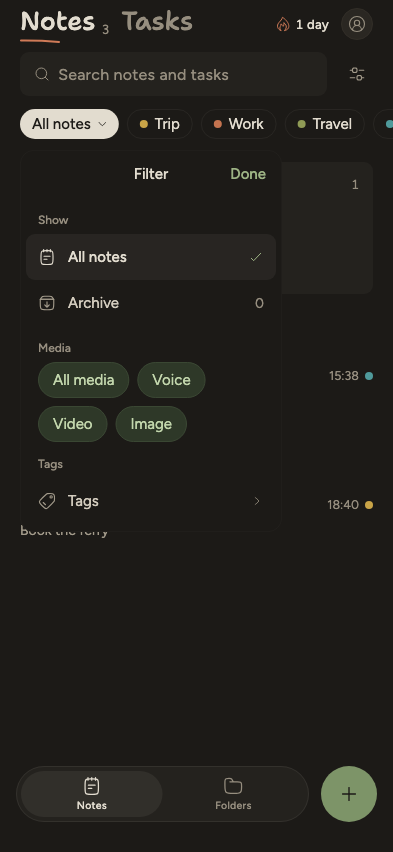 Notes 3 Tasks 1 day
Search notes and tasks
All notes Trip Work Travel
Filter Done
1
Show
All notes
Archive 0
Media
All media Voice
15:38
Video Image
Tags
Tags
18:40
book the ferry
Notes Folders